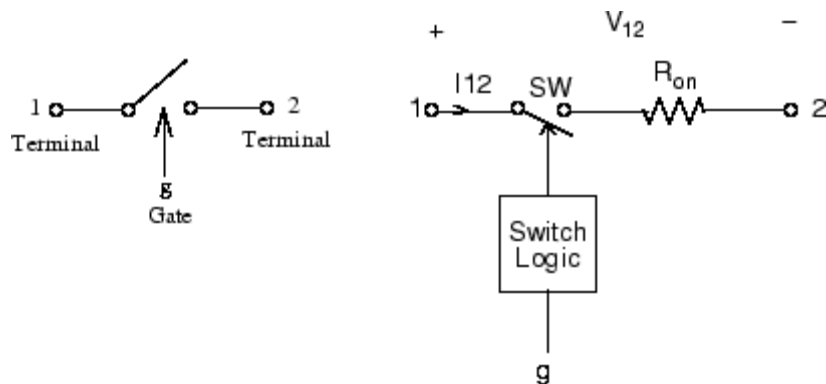 1
2
Terminal
Terminal
g
Gate
+
V12
−
I12
SW
Ron
1
2
Switch
Logic
g